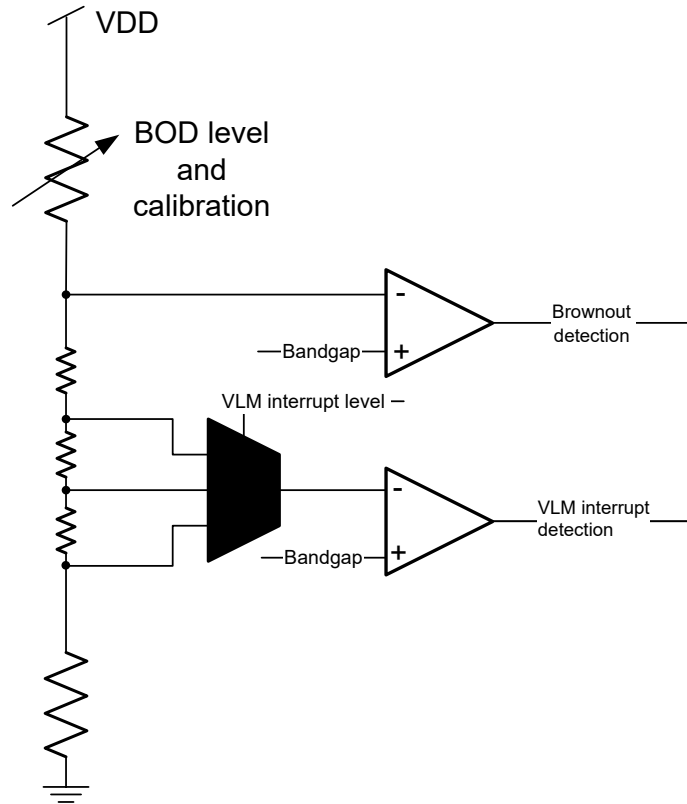 VDD
BOD level
and
calibration
-
Brownout
detection
Bandgap
+
VLM interrupt level
-
VLM interrupt
detection
Bandgap
+